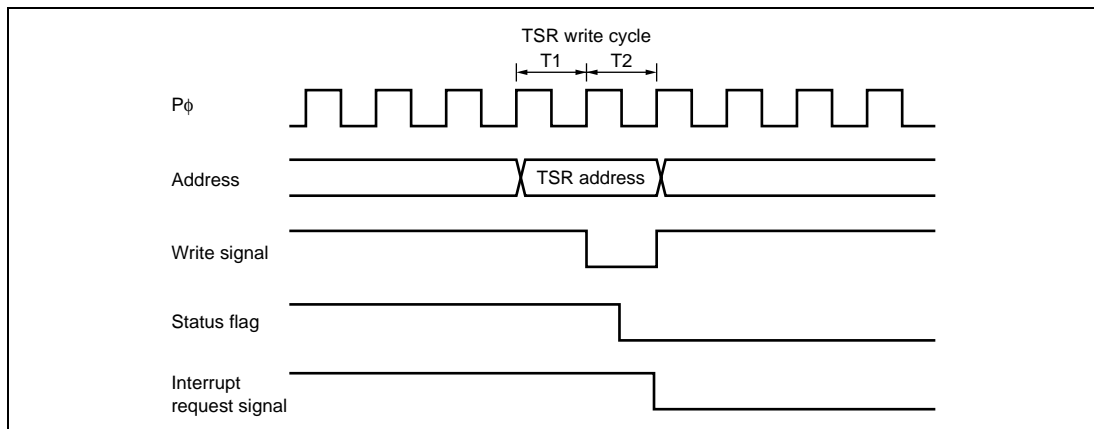 TSR write cycle
T1 T2
Pϕ
Address
TSR address
Write signal
Status flag
Interrupt
request signal